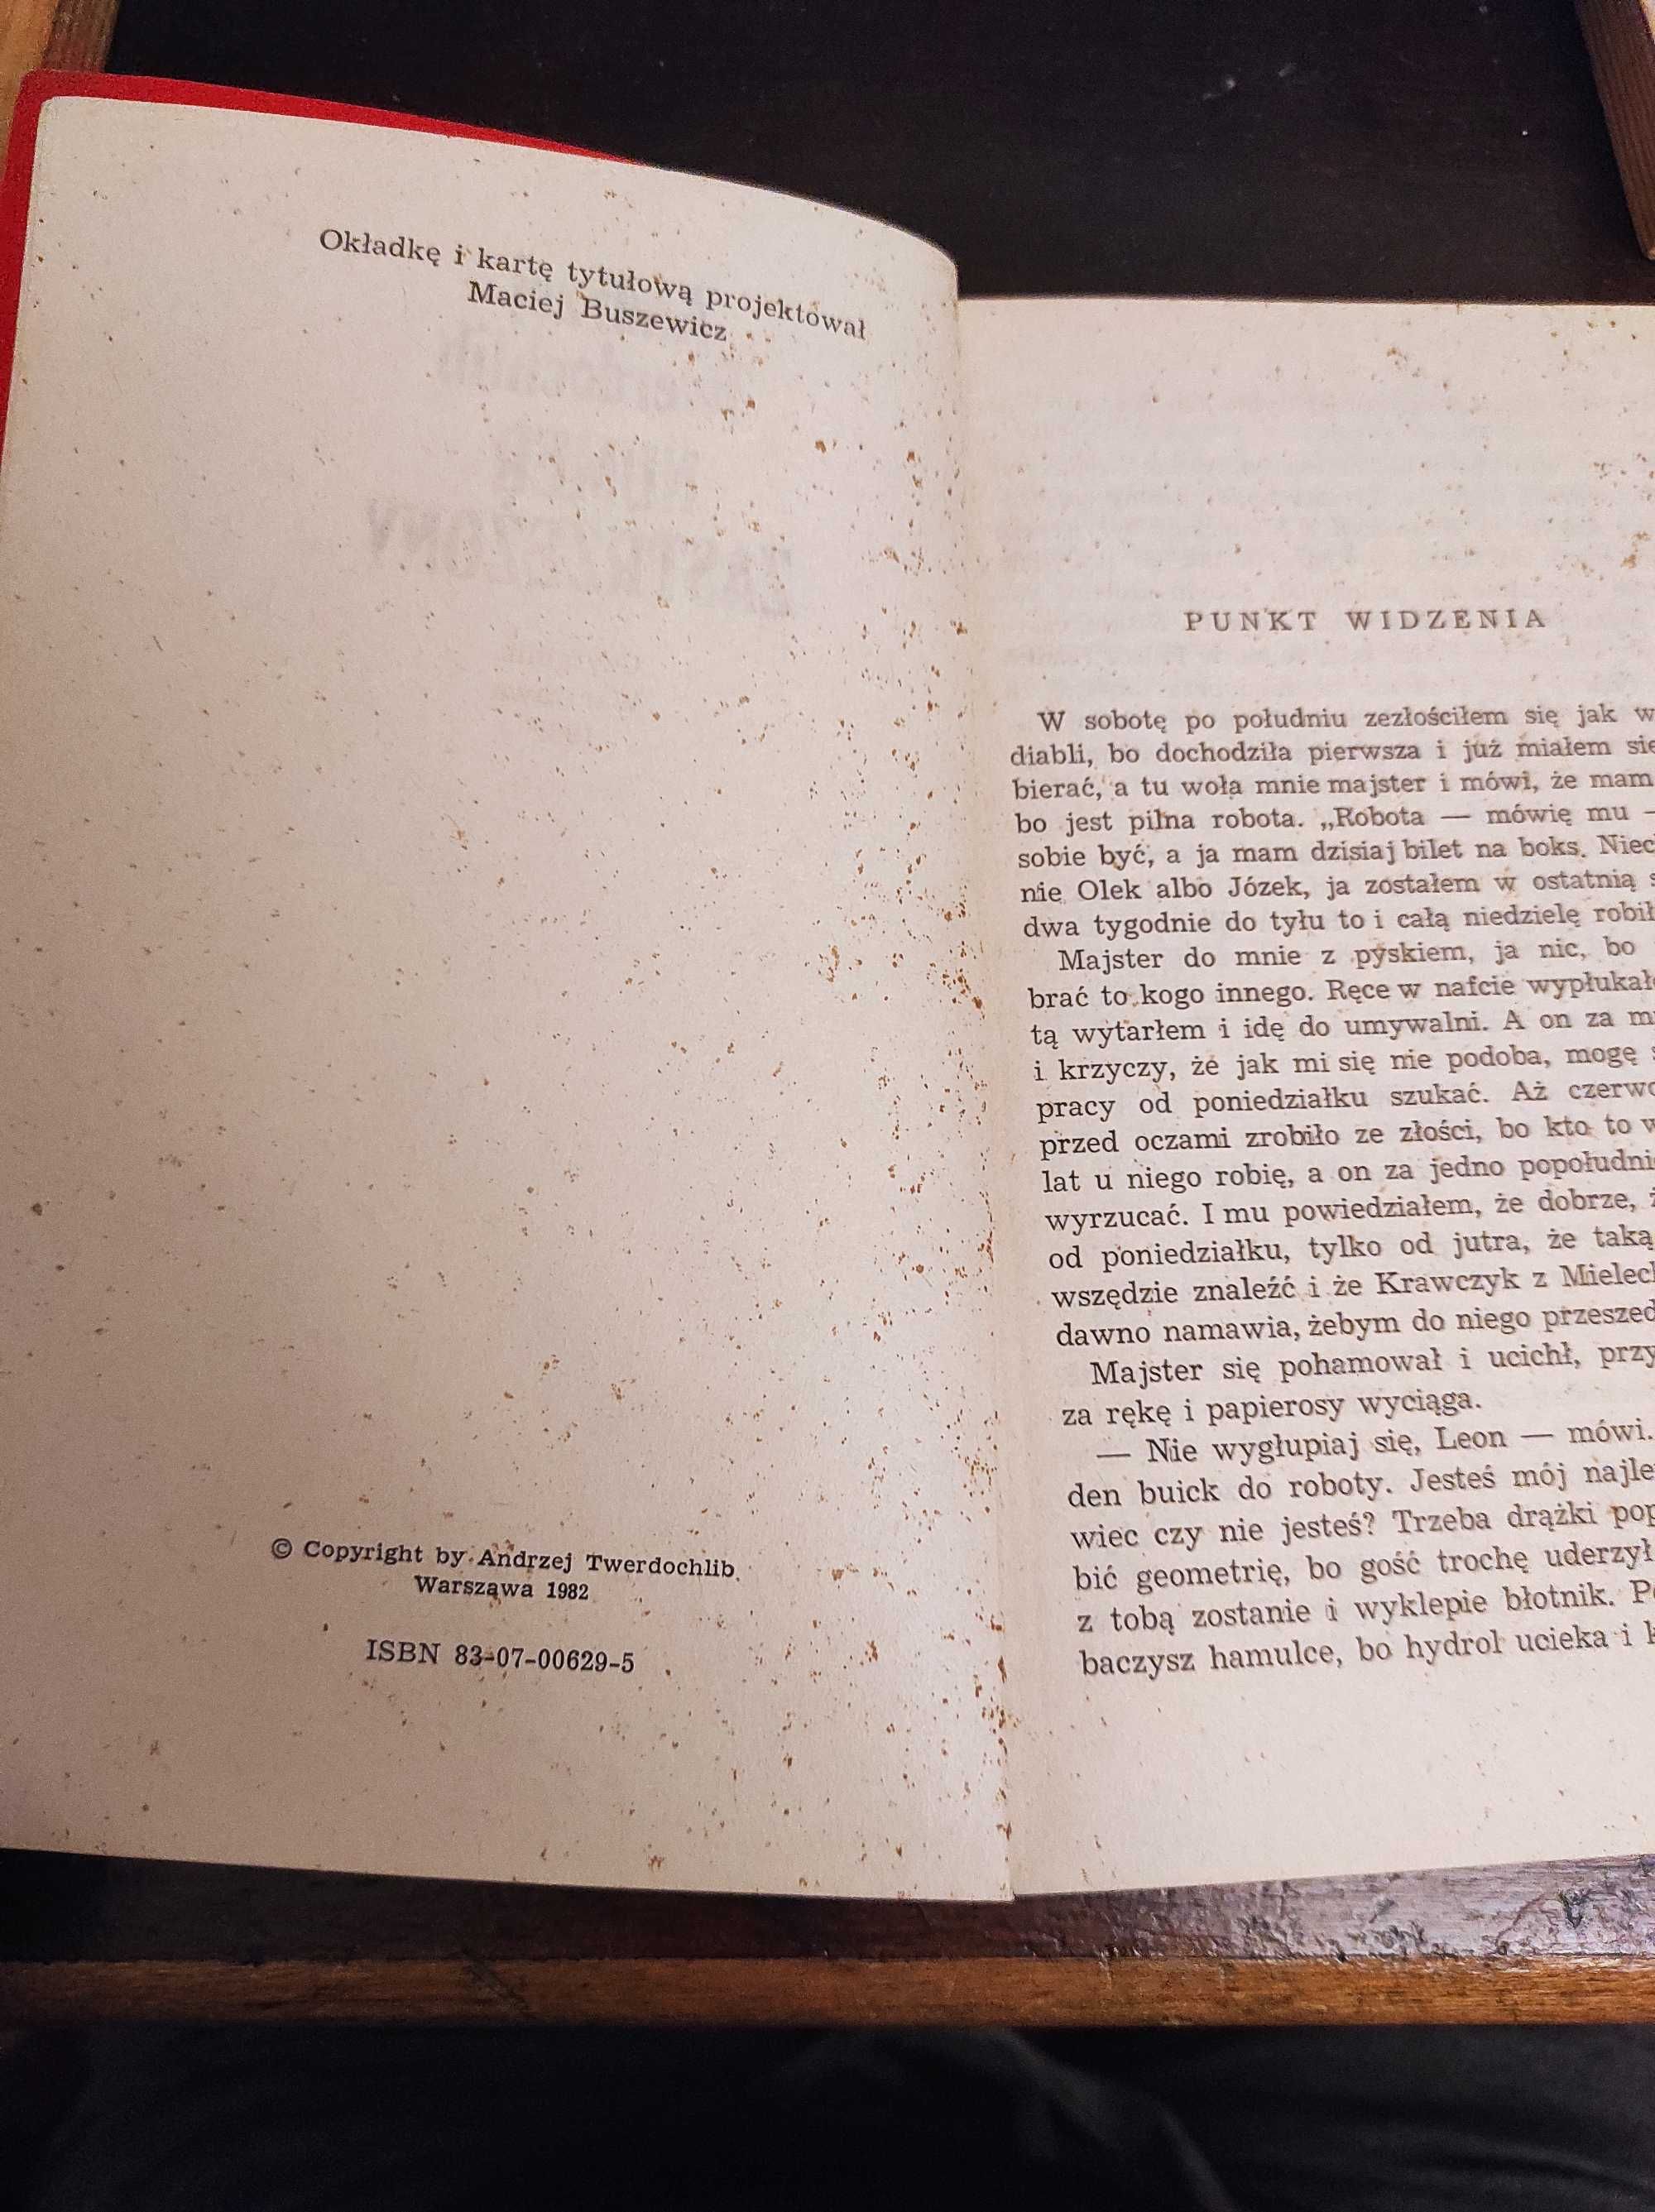 Okładkę i kartę tytułową projektował
Maciej Buszewicz
© Copyright by Andrzej Twerdochlib
Warszawa 1982
ISBN 83-07-00629-5
PUNKT WIDZENIA
W sobotę po południu zezłościłem się jak
diabli, bo dochodziła pierwsza i już miałem
bierać, a tu woła mnie majster i mówi, że mam
bo jest pilna robota. „Robota — mówię mu —
sobie być, a ja mam dzisiaj bilet na boks.
nie Olek albo Józek, ja zostałem w ostatnią
dwa tygodnie do tyłu to i całą niedzielę
Majster do mnie z pyskiem, ja nic, bo
brać to kogo innego. Ręce w nafcie
tą wytarłem i idę do umywalni. A on za
i krzyczy, że jak mi się nie podoba, mogę
pracy od poniedziałku szukać. Aż
przed oczami zrobiło ze złości, bo kto to
lat u niego robię, a on za jedno
wyrzucać. I mu powiedziałem, że dobrze,
od poniedziałku, tylko od jutra, że taką
wszędzie znaleźć i że Krawczyk z
dawno namawia, żebym do niego
Majster się pohamował i ucichł,
za rękę i papierosy wyciąga.
— Nie wygłupiaj się, Leon — mówi.
den buick do roboty. Jesteś mój
wiec czy nie jesteś? Trzeba drążki
bić geometrię, bo gość trochę uderzył
z tobą zostanie i wyklepie błotnik.
baczysz hamulce, bo hydrol ucieka i